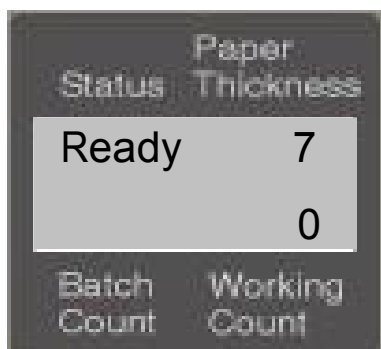 Paper
Status Thickness
Ready 7
0
Batch Working
Count Count